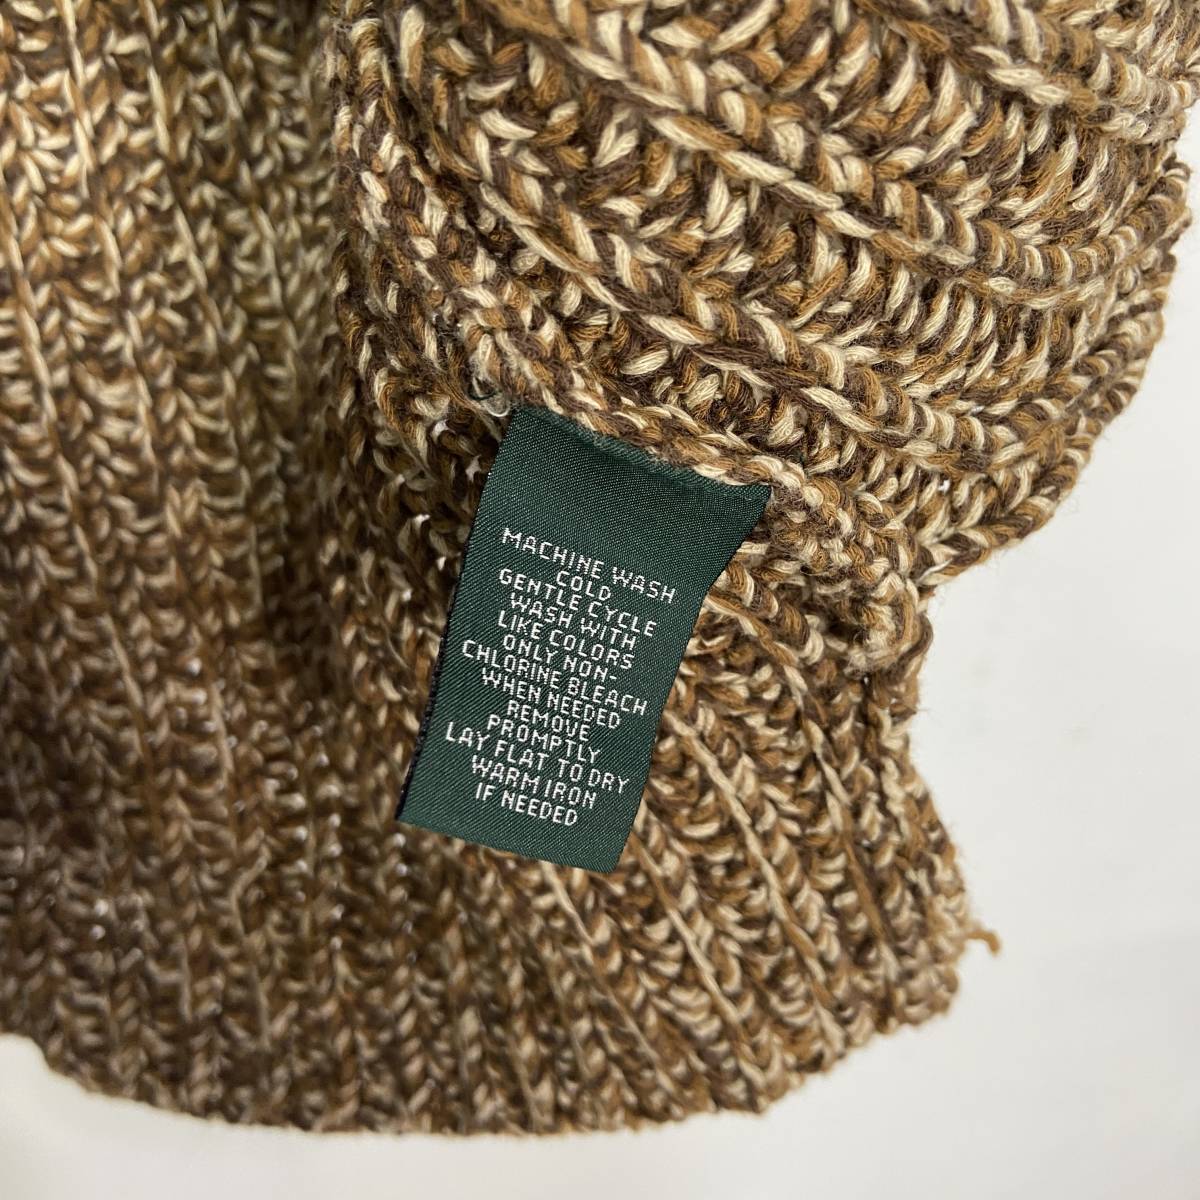 MACHINE WASH
COLD
GENTLE CYCLE
WASH WITH
LIKE COLORS
ONLY NON-
CHLORINE BLEACH
WHEN NEEDED
REMOVE
PROMPTLY
LAY FLAT TO DRY
WARM IRON
IF NEEDED